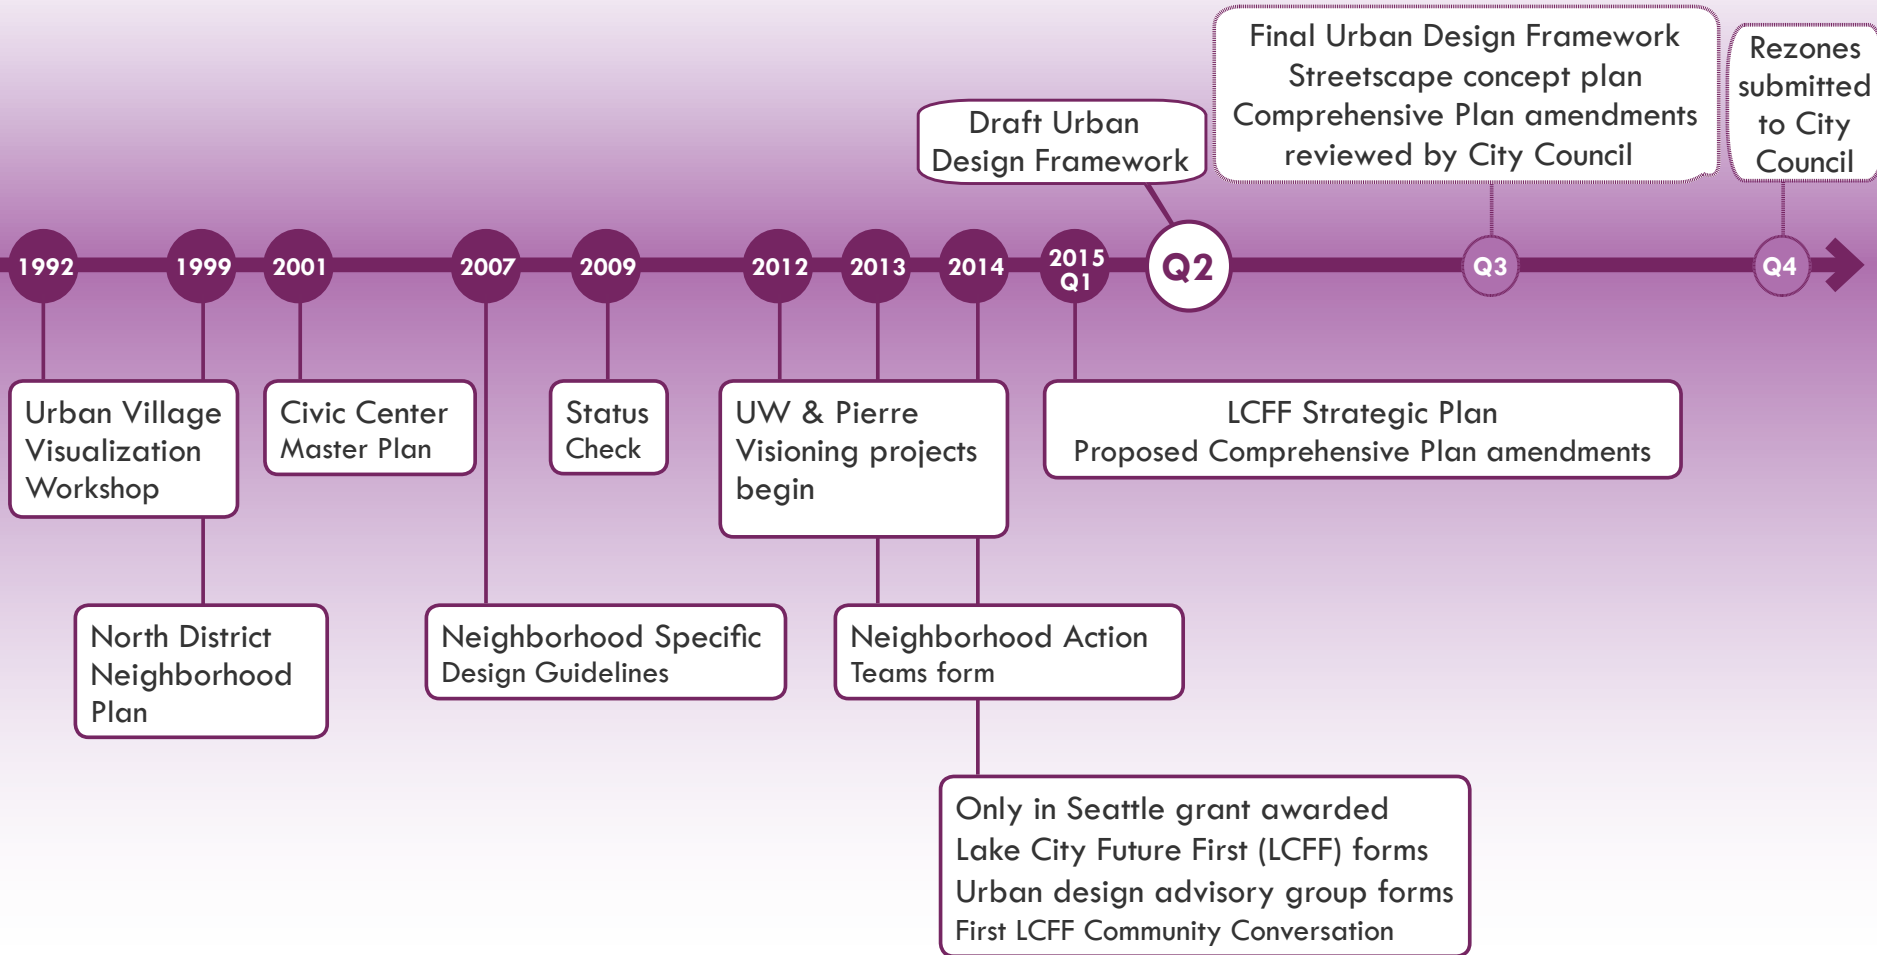 Final Urban Design Framework
Streetscape concept plan
Comprehensive Plan amendments
reviewed by City Council
Rezones
submitted
to City
Council
Draft Urban
Design Framework
1992
1999
2001
2007
2009
2012
2013
2014
2015
Q1
Q2
Q3
Q4
Urban Village
Visualization
Workshop
Civic Center
Master Plan
Status
Check
UW & Pierre
Visioning projects
begin
LCFF Strategic Plan
Proposed Comprehensive Plan amendments
North District
Neighborhood
Plan
Neighborhood Specific
Design Guidelines
Neighborhood Action
Teams form
Only in Seattle grant awarded
Lake City Future First (LCFF) forms
Urban design advisory group forms
First LCFF Community Conversation